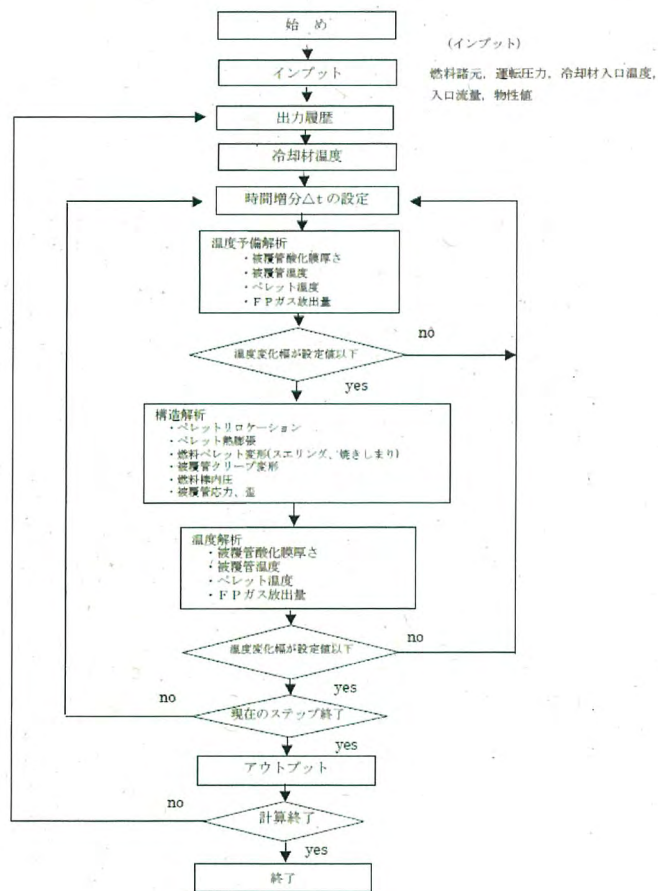 始 め
(インプット)
インプット
燃料諸元, 運転圧力, 冷却材入口温度,
入口流量, 物性値
出力履歴
冷却材温度
時間増分△tの設定
温度予備解析
・被覆管酸化膜厚さ
・被覆管温度
・ペレット温度
・FPガス放出量
no
温度変化幅が設定値以下
yes
構造解析
・ペレットリロケーション
・ペレット熱膨張
・燃料ペレット変形(スエリング、焼きしまり)
・被覆管クリープ変形
・燃料棒内圧
・被覆管応力、歪
温度解析
・被覆管酸化膜厚さ
・被覆管温度
・ペレット温度
・FPガス放出量
no
温度変化幅が設定値以下
yes
no
現在のステップ終了
yes
アウトプット
no
計算終了
yes
終了